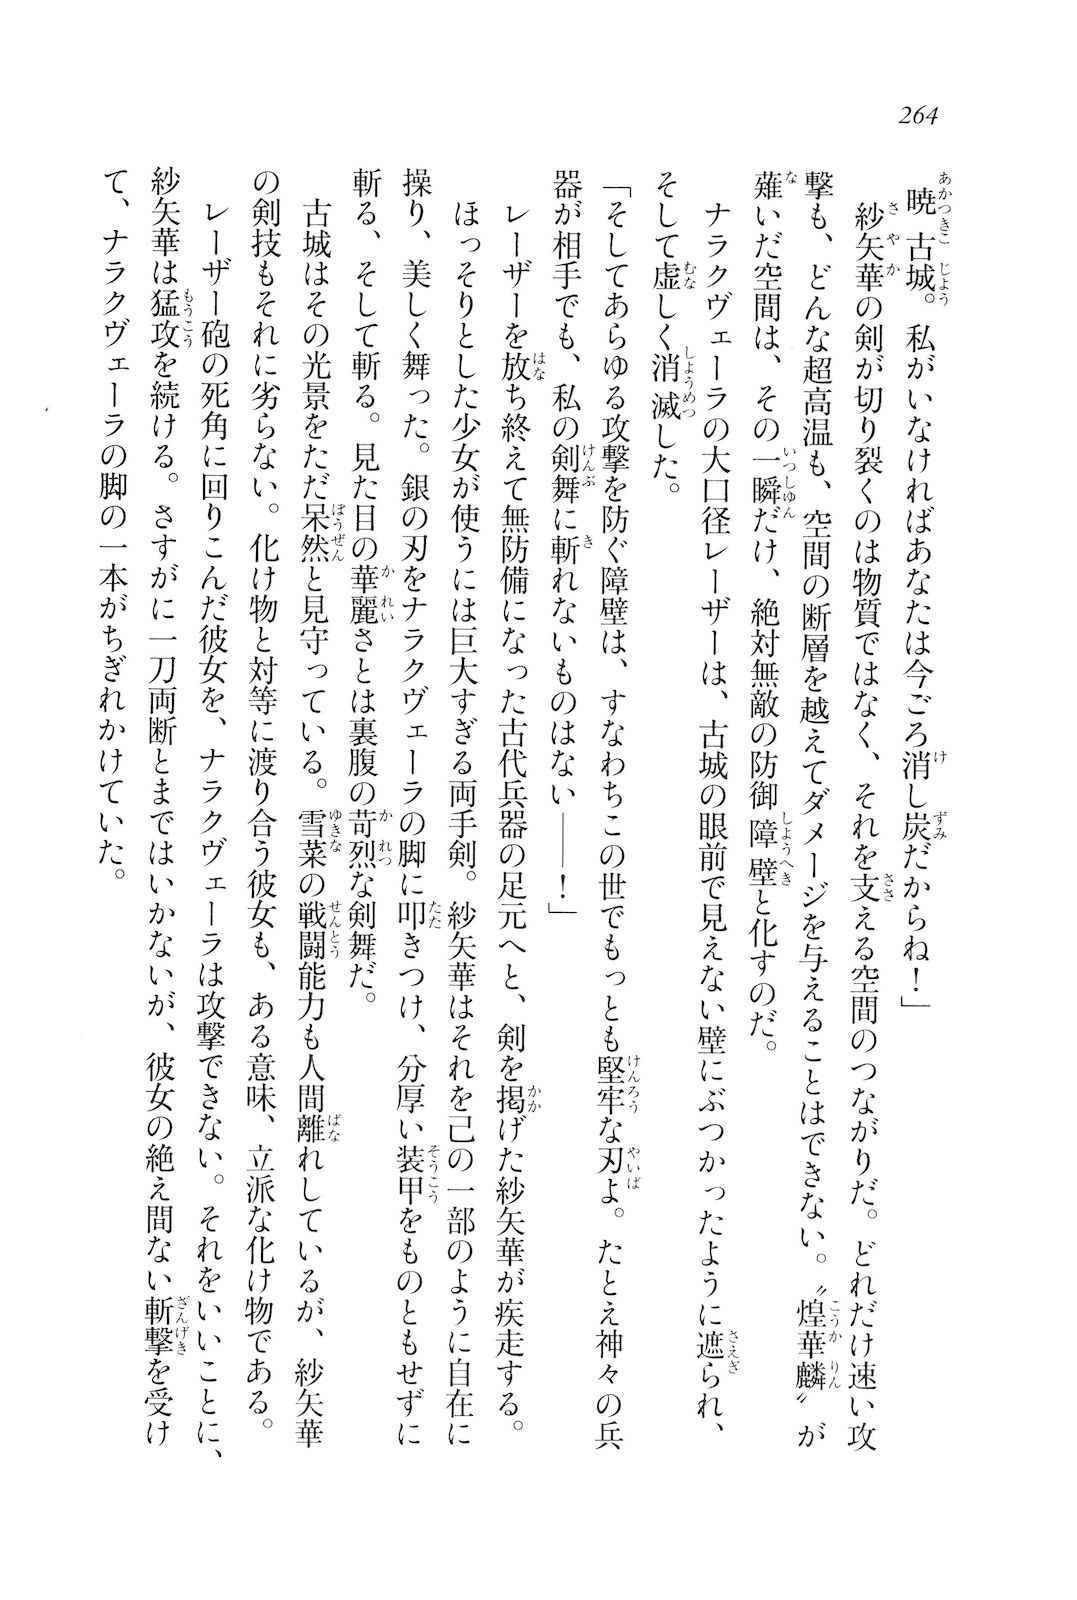 264
暁古城。私がいなければあなたは今ごろ消し炭だからね！」
紗矢華の剣が切り裂くのは物質ではなく、それを支える空間のつながりだ。どれだけ速い攻
撃も、どんな超高温も、空間の断層を越えてダメージを与えることはできない。〝煌華麟〟が
薙いだ空間は、その一瞬だけ、絶対無敵の防御障壁と化すのだ。
ナラクヴェーラの大口径レーザーは、古城の眼前で見えない壁にぶつかったように遮られ、
そして虚しく消滅した。
「そしてあらゆる攻撃を防ぐ障壁は、すなわちこの世でもっとも堅牢な刃よ。たとえ神々の兵
器が相手でも、私の剣舞に斬れないものはない――！」
レーザーを放ち終えて無防備になった古代兵器の足元へと、剣を掲げた紗矢華が疾走する。
ほっそりとした少女が使うには巨大すぎる両手剣。紗矢華はそれを己の一部のように自在に
操り、美しく舞った。銀の刃をナラクヴェーラの脚に叩きつけ、分厚い装甲をものともせずに
斬る、そして斬る。見た目の華麗さとは裏腹の苛烈な剣舞だ。
古城はその光景をただ呆然と見守っている。雪菜の戦闘能力も人間離れしているが、紗矢華
の剣技もそれに劣らない。化け物と対等に渡り合う彼女も、ある意味、立派な化け物である。
レーザー砲の死角に回りこんだ彼女を、ナラクヴェーラは攻撃できない。それをいいことに、
紗矢華は猛攻を続ける。さすがに一刀両断とまではいかないが、彼女の絶え間ない斬撃を受け
て、ナラクヴェーラの脚の一本がちぎれかけていた。